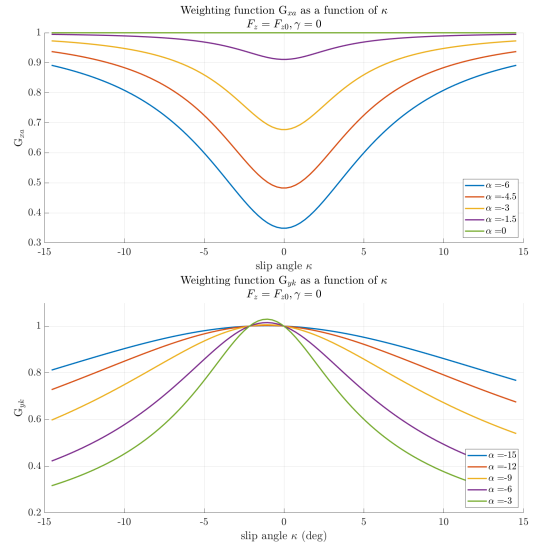 Weighting function G_xa as a function of κ
F_z = F_z0, γ = 0
1
0.9
0.8
0.7
0.6
0.5
0.4
0.3
G_xa
-15 -10 -5 0 5 10 15
slip angle κ
α =-6
α =-4.5
α =-3
α =-1.5
α =0
Weighting function G_yk as a function of κ
F_z = F_z0, γ = 0
1
0.8
0.6
0.4
0.2
G_yk
-15 -10 -5 0 5 10 15
slip angle κ (deg)
α =-15
α =-12
α =-9
α =-6
α =-3